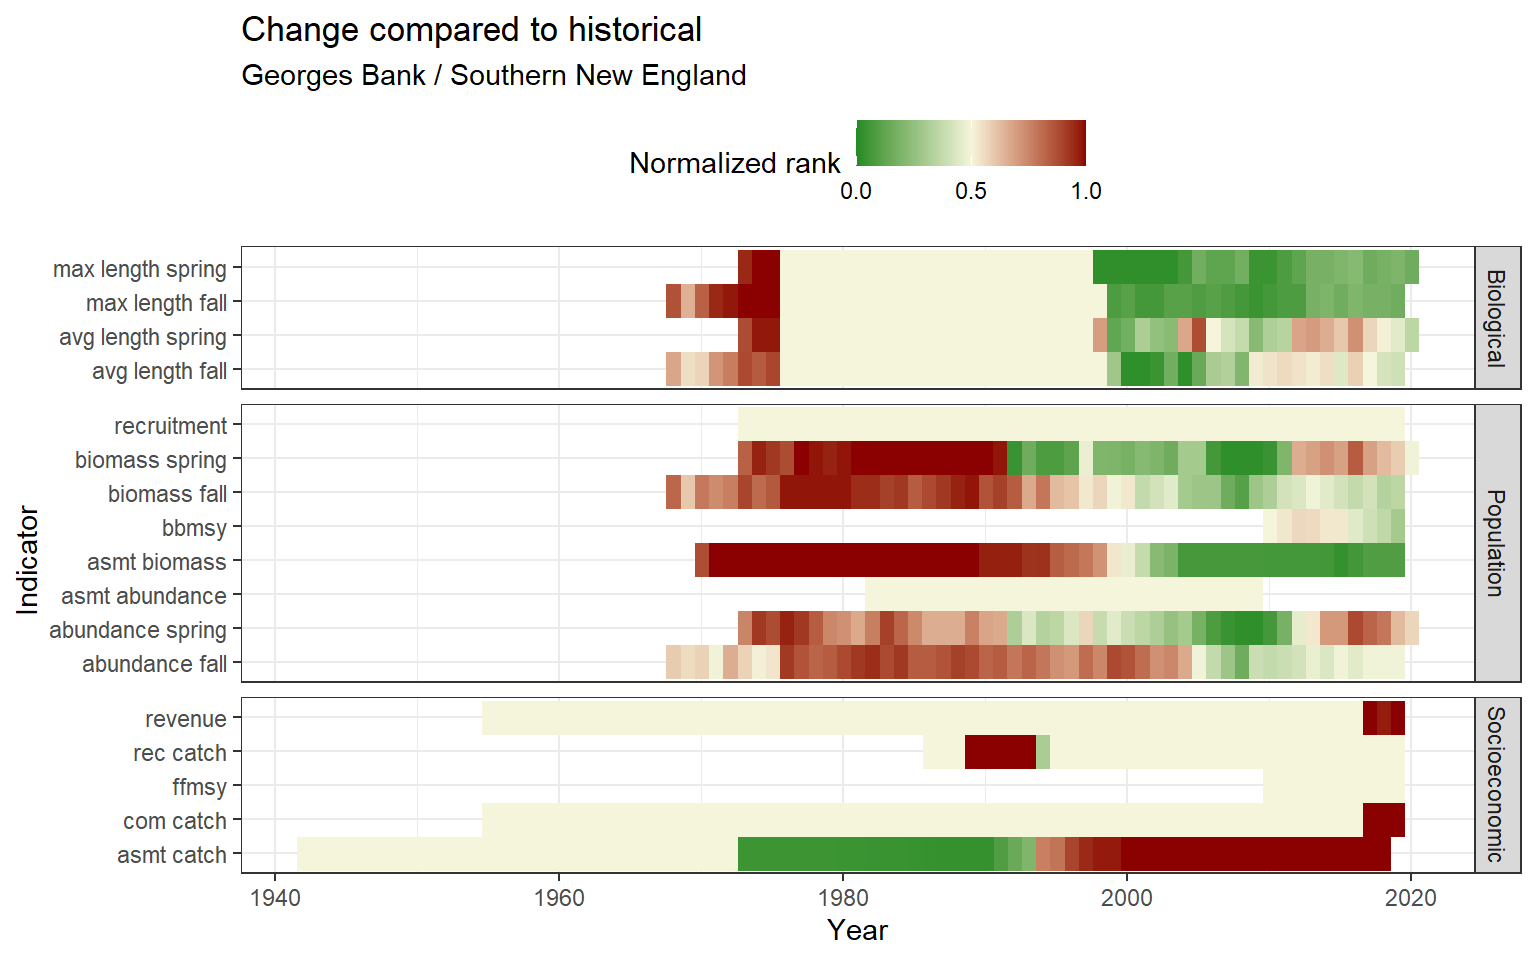 Change compared to historical
Georges Bank / Southern New England
Normalized rank
0.0 0.5 1.0
max length spring
max length fall
avg length spring
avg length fall
Biological
recruitment
biomass spring
biomass fall
bbmsy
asmt biomass
asmt abundance
abundance spring
abundance fall
Population
revenue
rec catch
ffmsy
com catch
asmt catch
Socioeconomic
Indicator
1940 1960 1980 2000 2020
Year